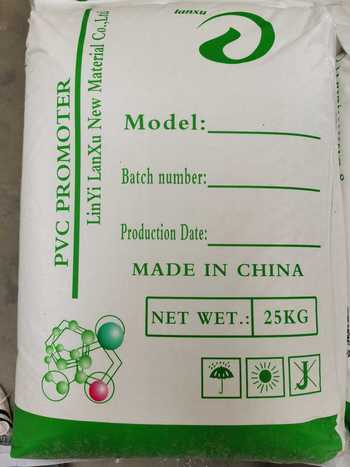 lanxu
PVC PROMOTER
LinYi LanXu New Material Co.,Ltd
Model:
Batch number:
Production Date:
MADE IN CHINA
NET WET.: 25KG